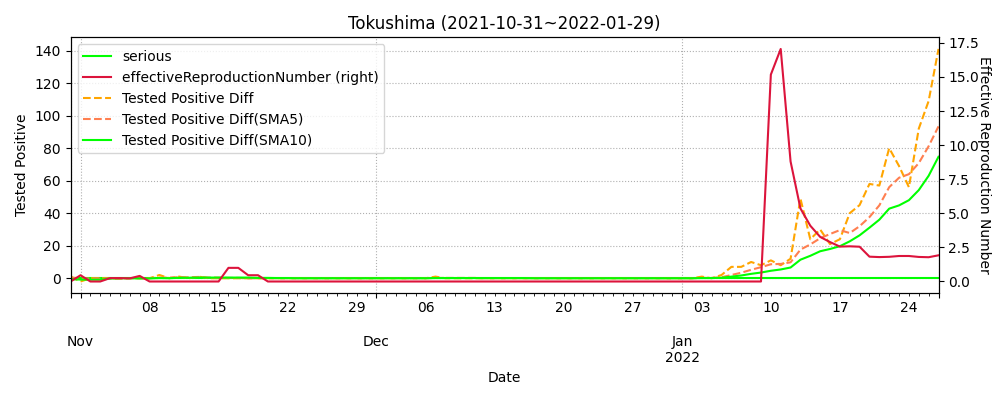 Tokushima (2021-10-31~2022-01-29)
serious
effectiveReproductionNumber (right)
Tested Positive Diff
Tested Positive Diff(SMA5)
Tested Positive Diff(SMA10)
Tested Positive
140
120
100
80
60
40
20
0
17.5
15.0
12.5
10.0
7.5
5.0
2.5
0.0
Effective Reproduction Number
08 15 22 29 06 13 20 27 03 10 17 24
Nov Dec Jan
2022
Date